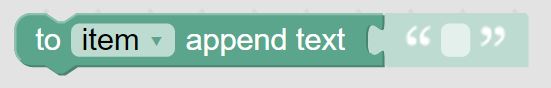 to item ▾ append text “ ”